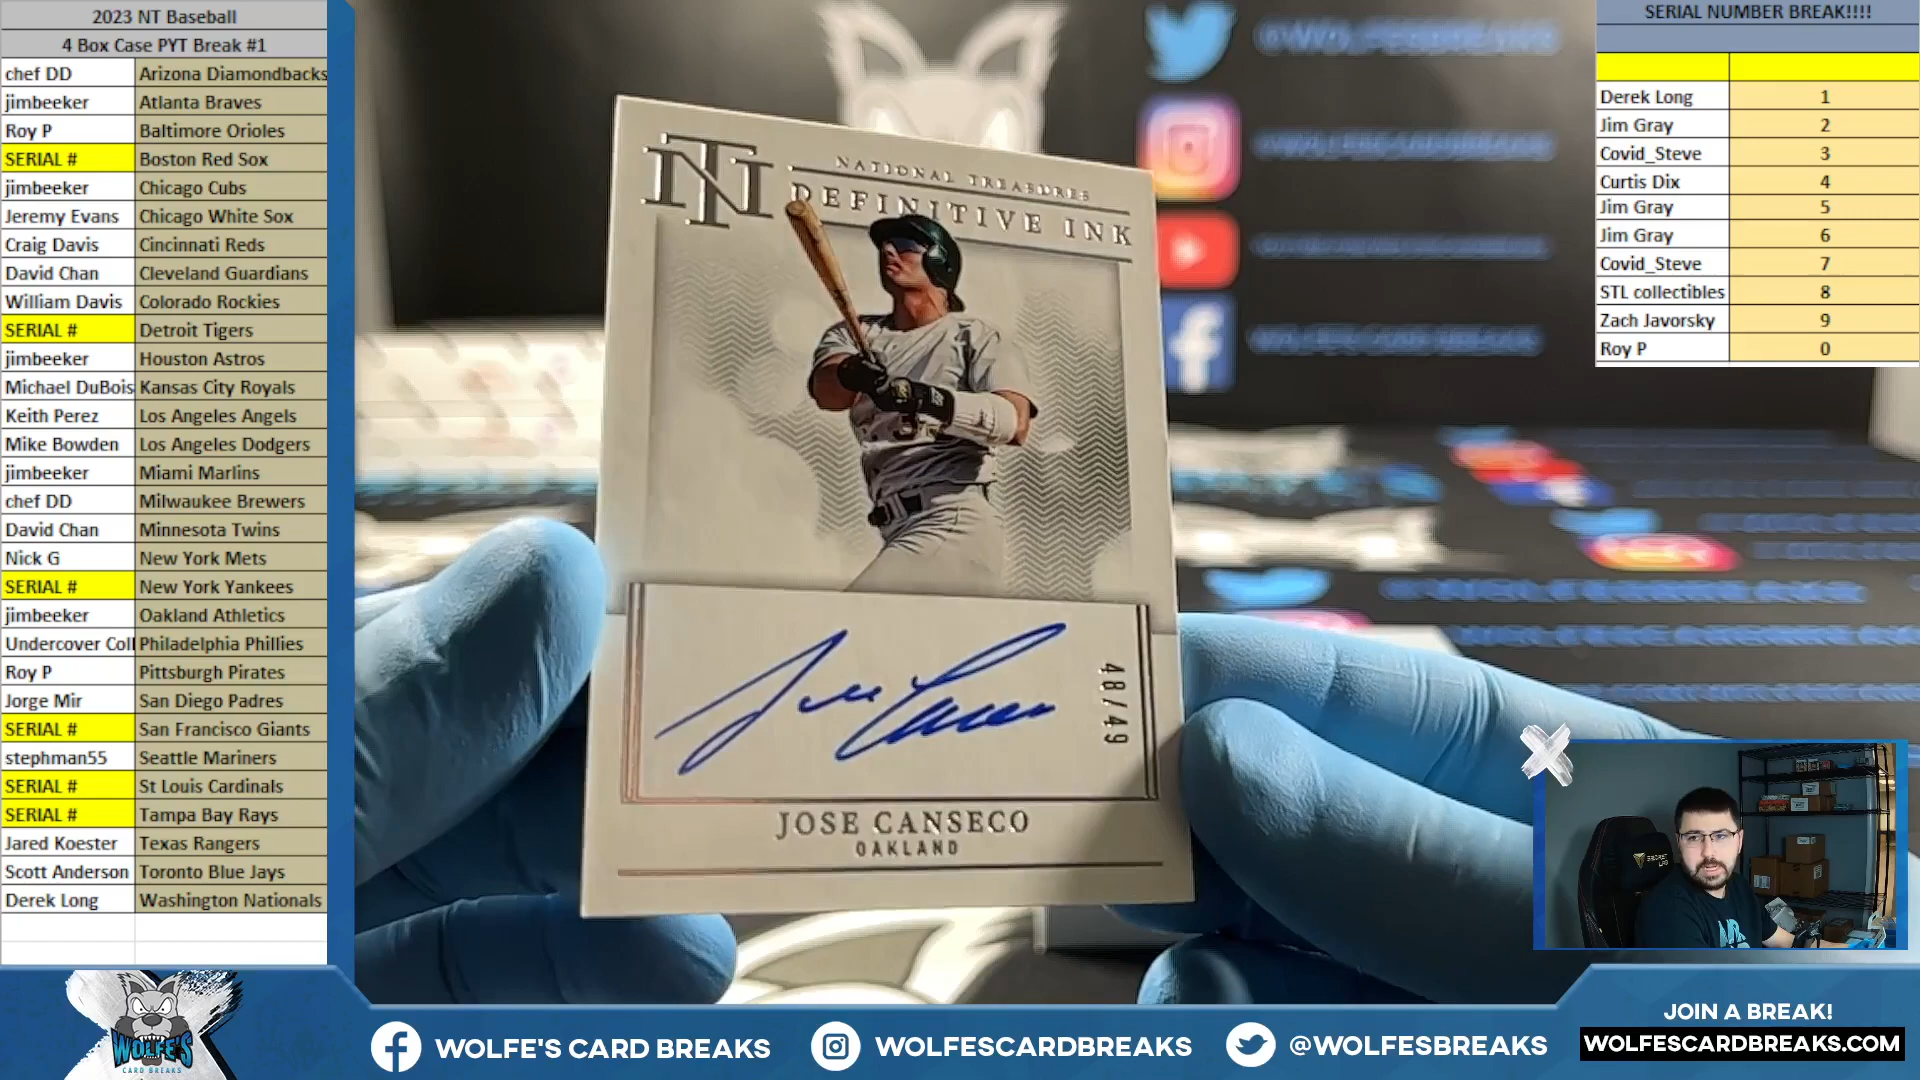 2023 NT Baseball
4 Box Case PYT Break #1
chef DD Arizona Diamondbacks
jimbeeker Atlanta Braves
Roy P Baltimore Orioles
SERIAL # Boston Red Sox
jimbeeker Chicago Cubs
Jeremy Evans Chicago White Sox
Craig Davis Cincinnati Reds
David Chan Cleveland Guardians
William Davis Colorado Rockies
SERIAL # Detroit Tigers
jimbeeker Houston Astros
Michael DuBois Kansas City Royals
Keith Perez Los Angeles Angels
Mike Bowden Los Angeles Dodgers
jimbeeker Miami Marlins
chef DD Milwaukee Brewers
David Chan Minnesota Twins
Nick G New York Mets
SERIAL # New York Yankees
jimbeeker Oakland Athletics
Undercover Coll Philadelphia Phillies
Roy P Pittsburgh Pirates
Jorge Mir San Diego Padres
SERIAL # San Francisco Giants
stephman55 Seattle Mariners
SERIAL # St Louis Cardinals
SERIAL # Tampa Bay Rays
Jared Koester Texas Rangers
Scott Anderson Toronto Blue Jays
Derek Long Washington Nationals
NT
NATIONAL TREASURES
DEFINITIVE INK
Jose Canseco
48/49
JOSE CANSECO
OAKLAND
SERIAL NUMBER BREAK!!!!
Derek Long 1
Jim Gray 2
Covid_Steve 3
Curtis Dix 4
Jim Gray 5
Jim Gray 6
Covid_Steve 7
STL collectibles 8
Zach Javorsky 9
Roy P 0
@WOLFESBREAKS
WOLFE'S
CARD BREAKS
WOLFE'S CARD BREAKS
WOLFESCARDBREAKS
@WOLFESBREAKS
JOIN A BREAK!
WOLFESCARDBREAKS.COM